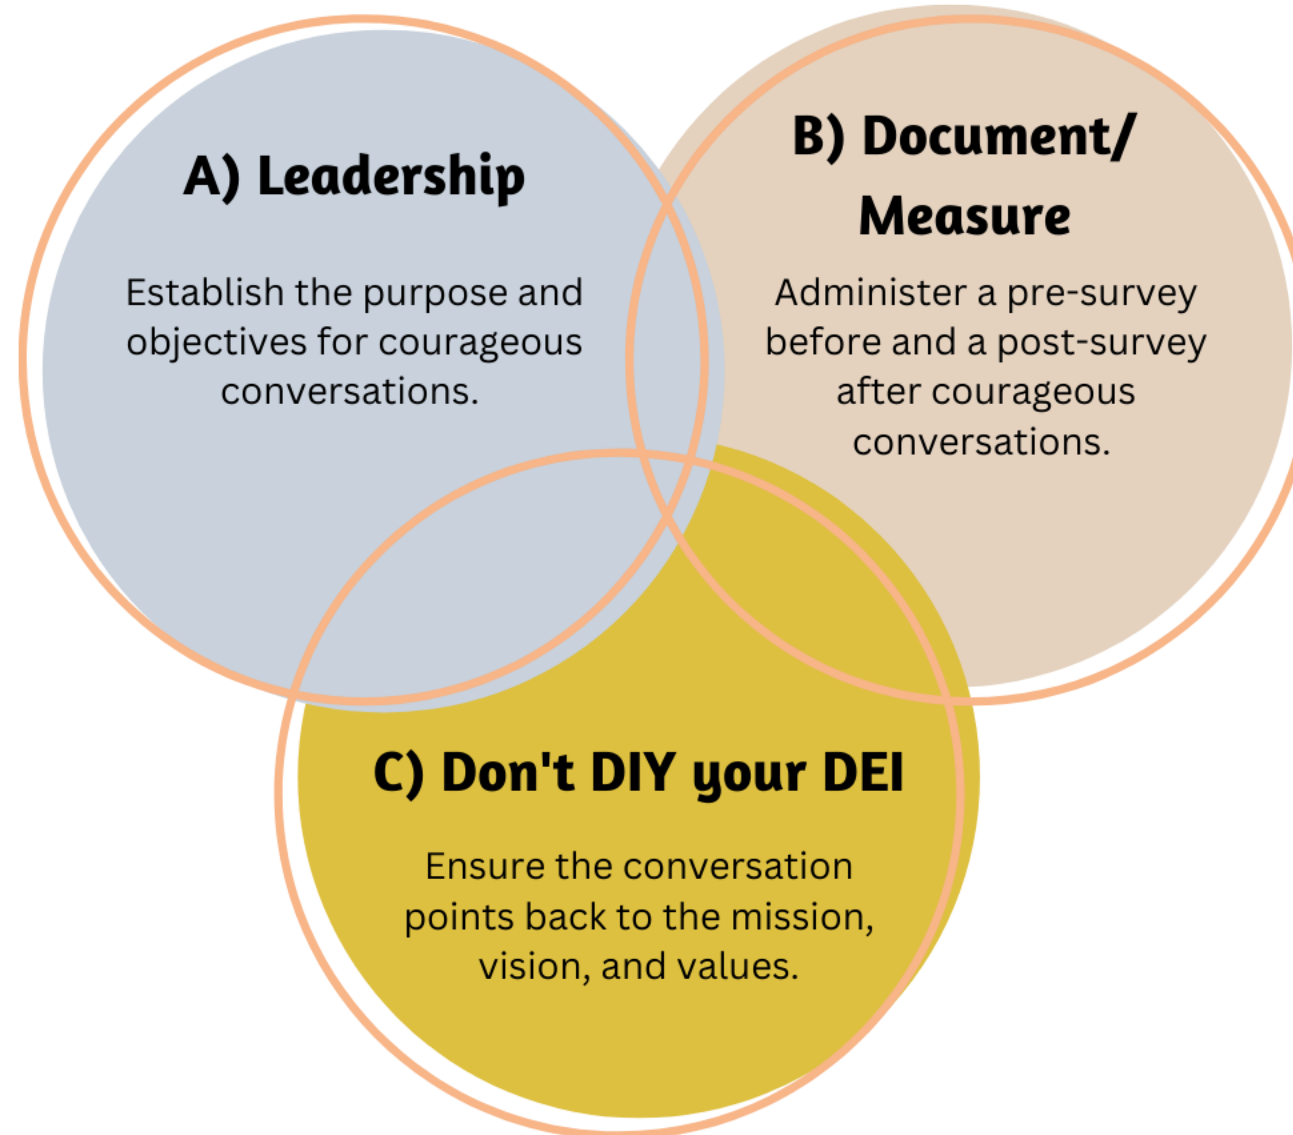 A) Leadership
Establish the purpose and
objectives for courageous
conversations.
B) Document/
Measure
Administer a pre-survey
before and a post-survey
after courageous
conversations.
C) Don't DIY your DEI
Ensure the conversation
points back to the mission,
vision, and values.